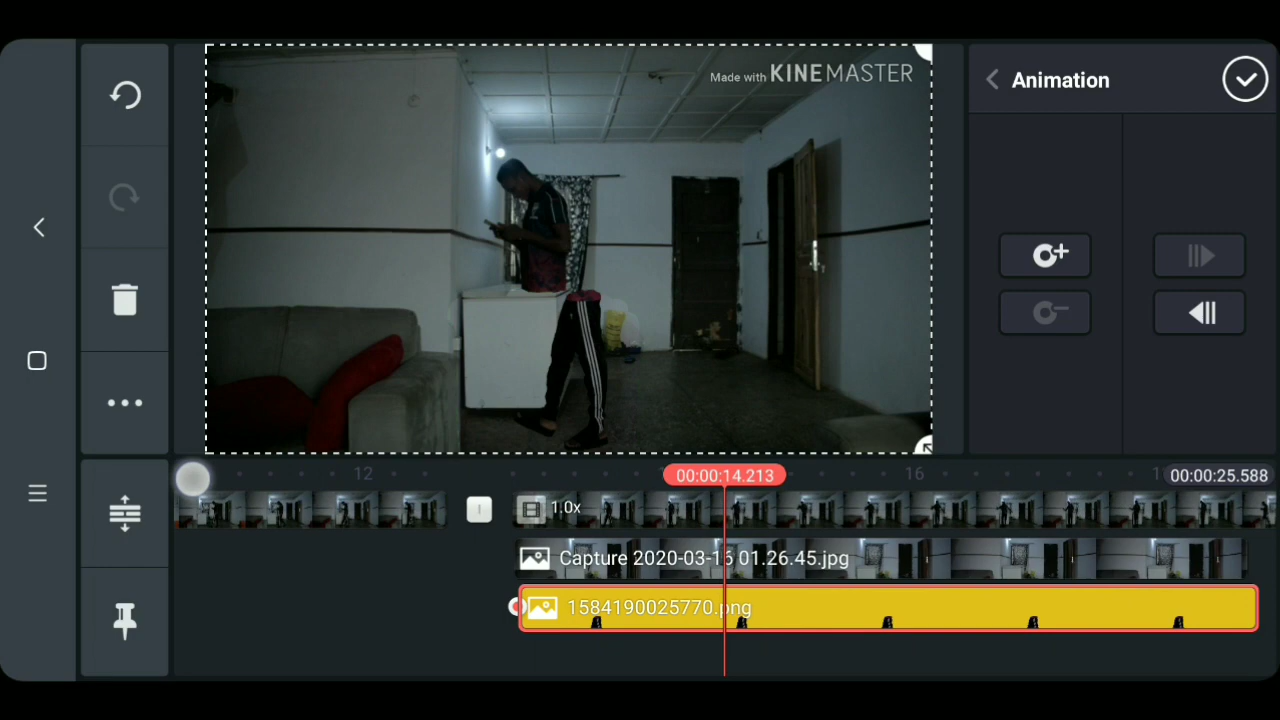 Made with KINEMASTER
Animation
12
00:00:14.213
16
00:00:25.588
1.0x
Capture 2020-03-16 01.26.45.jpg
1584190025770.png